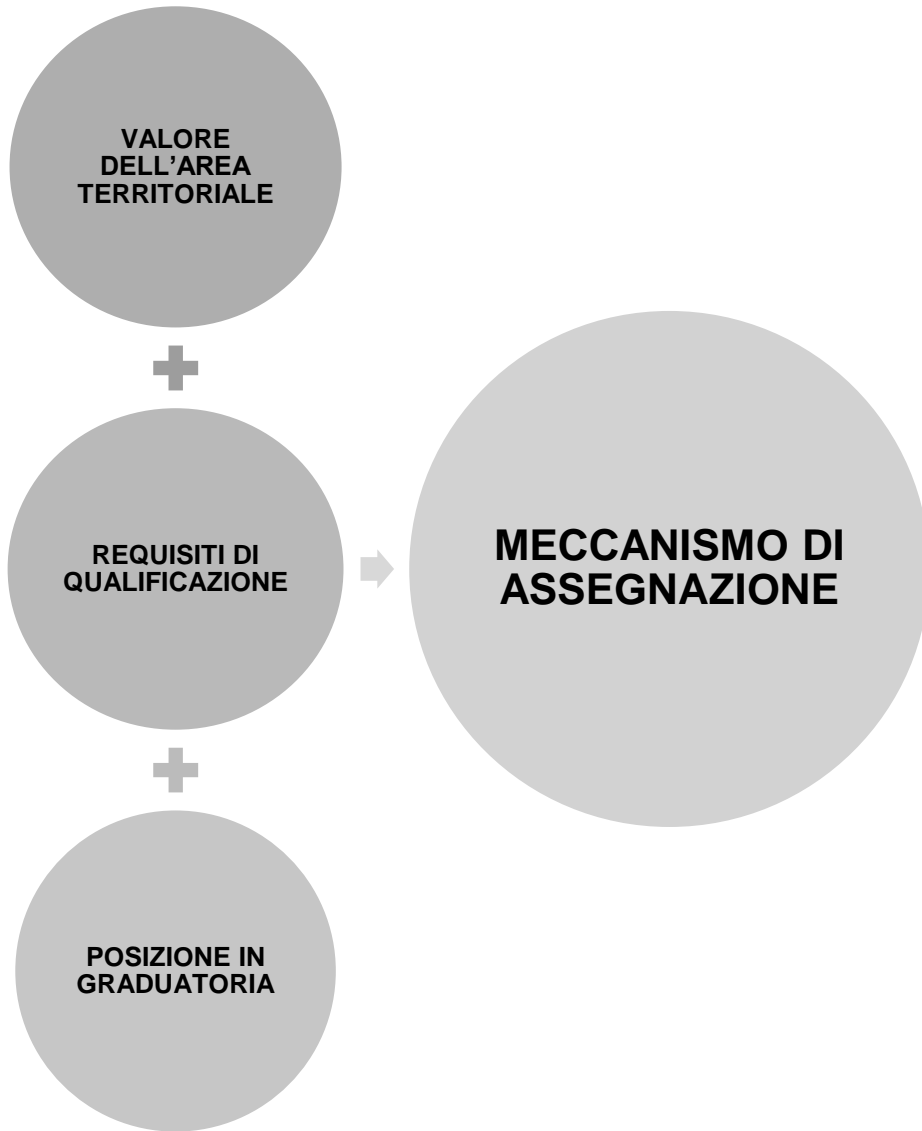 VALORE
DELL’AREA
TERRITORIALE
REQUISITI DI
QUALIFICAZIONE
POSIZIONE IN
GRADUATORIA
MECCANISMO DI
ASSEGNAZIONE